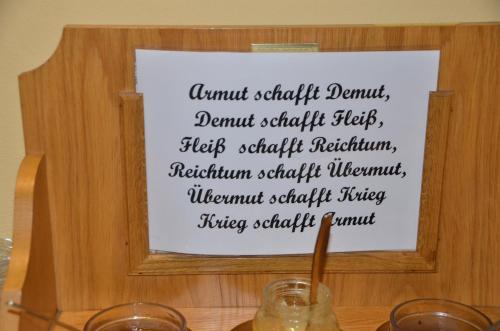 Armut schafft Demut,
Demut schafft Fleiß,
Fleiß schafft Reichtum,
Reichtum schafft Übermut,
Übermut schafft Krieg
Krieg schafft Armut